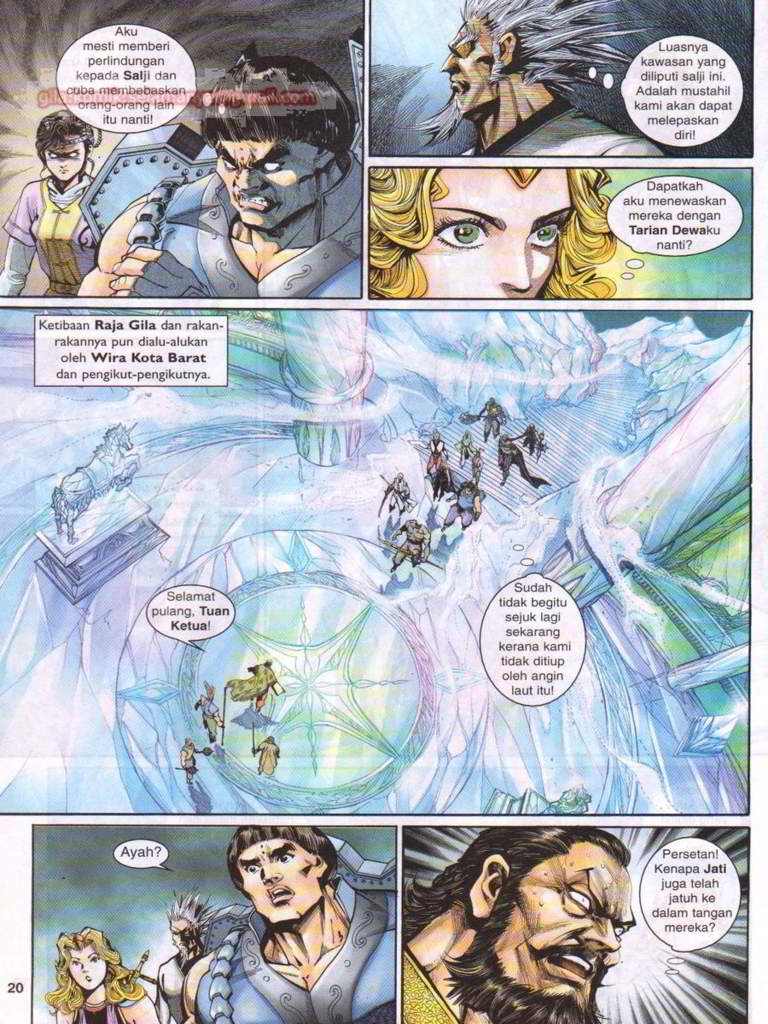 Aku
mesti memberi
perlindungan
kepada Salji dan
cuba membebaskan
orang-orang lain
itu nanti!
Luasnya
kawasan yang
diliputi salji ini.
Adalah mustahil
kami akan dapat
melepaskan
diri!
Dapatkah
aku menewaskan
mereka dengan
Tarian Dewaku
nanti?
Ketibaan Raja Gila dan rakan-
rakannya pun dialu-alukan
oleh Wira Kota Barat
dan pengikut-pengikutnya.
Selamat
pulang, Tuan
Ketua!
Sudah
tidak begitu
sejuk lagi
sekarang
kerana kami
tidak ditiup
oleh angin
laut itu!
Ayah?
Persetan!
Kenapa Jati
juga telah
jatuh ke
dalam tangan
mereka?
20